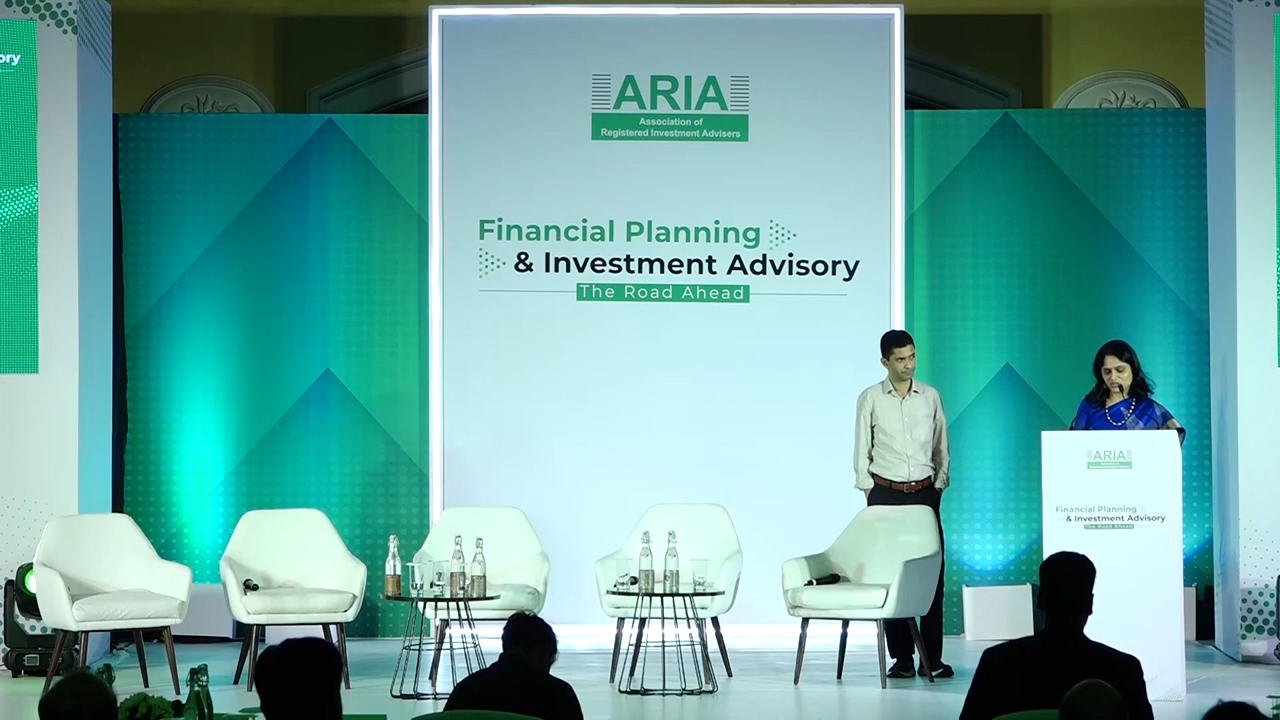 ory
ARIA
Association of
Registered Investment Advisers
Financial Planning
& Investment Advisory
The Road Ahead
ARIA
Financial Planning
& Investment Advisory
The Road Ahead